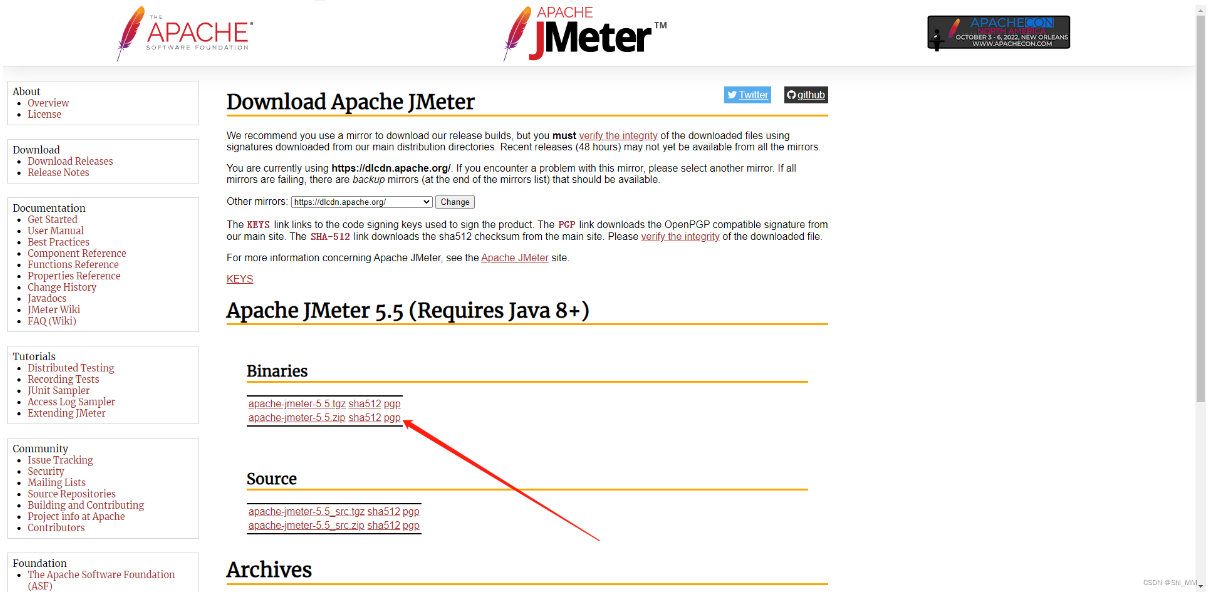 THE
APACHE
SOFTWARE FOUNDATION
APACHE
JMeter™
APACHECON
NORTH AMERICA
OCTOBER 3 - 6, 2022, NEW ORLEANS
WWW.APACHECON.COM
About
Overview
License
Download
Download Releases
Release Notes
Documentation
Get Started
User Manual
Best Practices
Component Reference
Functions Reference
Properties Reference
Change History
Javadocs
JMeter Wiki
FAQ (Wiki)
Tutorials
Distributed Testing
Recording Tests
JUnit Sampler
Access Log Sampler
Extending JMeter
Community
Issue Tracking
Security
Mailing Lists
Source Repositories
Building and Contributing
Project info at Apache
Contributors
Foundation
The Apache Software Foundation
(ASF)
Download Apache JMeter
Twitter
github
We recommend you use a mirror to download our release builds, but you must verify the integrity of the downloaded files using
signatures downloaded from our main distribution directories. Recent releases (48 hours) may not yet be available from all the mirrors.
You are currently using https://dlcdn.apache.org/. If you encounter a problem with this mirror, please select another mirror. If all
mirrors are failing, there are backup mirrors (at the end of the mirrors list) that should be available.
Other mirrors: https://dlcdn.apache.org/ Change
The KEYS link links to the code signing keys used to sign the product. The PGP link downloads the OpenPGP compatible signature from
our main site. The SHA-512 link downloads the sha512 checksum from the main site. Please verify the integrity of the downloaded file.
For more information concerning Apache JMeter, see the Apache JMeter site.
KEYS
Apache JMeter 5.5 (Requires Java 8+)
Binaries
apache-jmeter-5.5.tgz sha512 pgp
apache-jmeter-5.5.zip sha512 pgp
Source
apache-jmeter-5.5_src.tgz sha512 pgp
apache-jmeter-5.5_src.zip sha512 pgp
Archives
CSDN @SN_MM